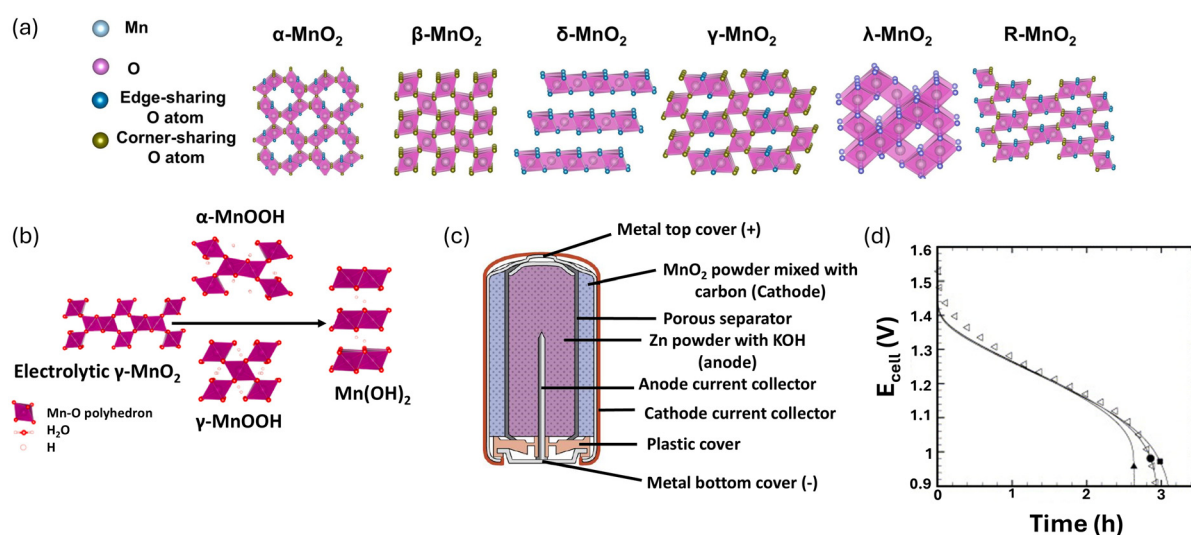 (a)
Mn
O
Edge-sharing
O atom
Corner-sharing
O atom
α-MnO₂
β-MnO₂
δ-MnO₂
γ-MnO₂
λ-MnO₂
R-MnO₂
(b)
α-MnOOH
Electrolytic γ-MnO₂
γ-MnOOH
Mn(OH)₂
Mn-O polyhedron
H₂O
H
(c)
Metal top cover (+)
MnO₂ powder mixed with
carbon (Cathode)
Porous separator
Zn powder with KOH
(anode)
Anode current collector
Cathode current collector
Plastic cover
Metal bottom cover (-)
(d)
E_cell (V)
1.6
1.5
1.4
1.3
1.2
1.1
1
0.9
0
1
2
3
Time (h)